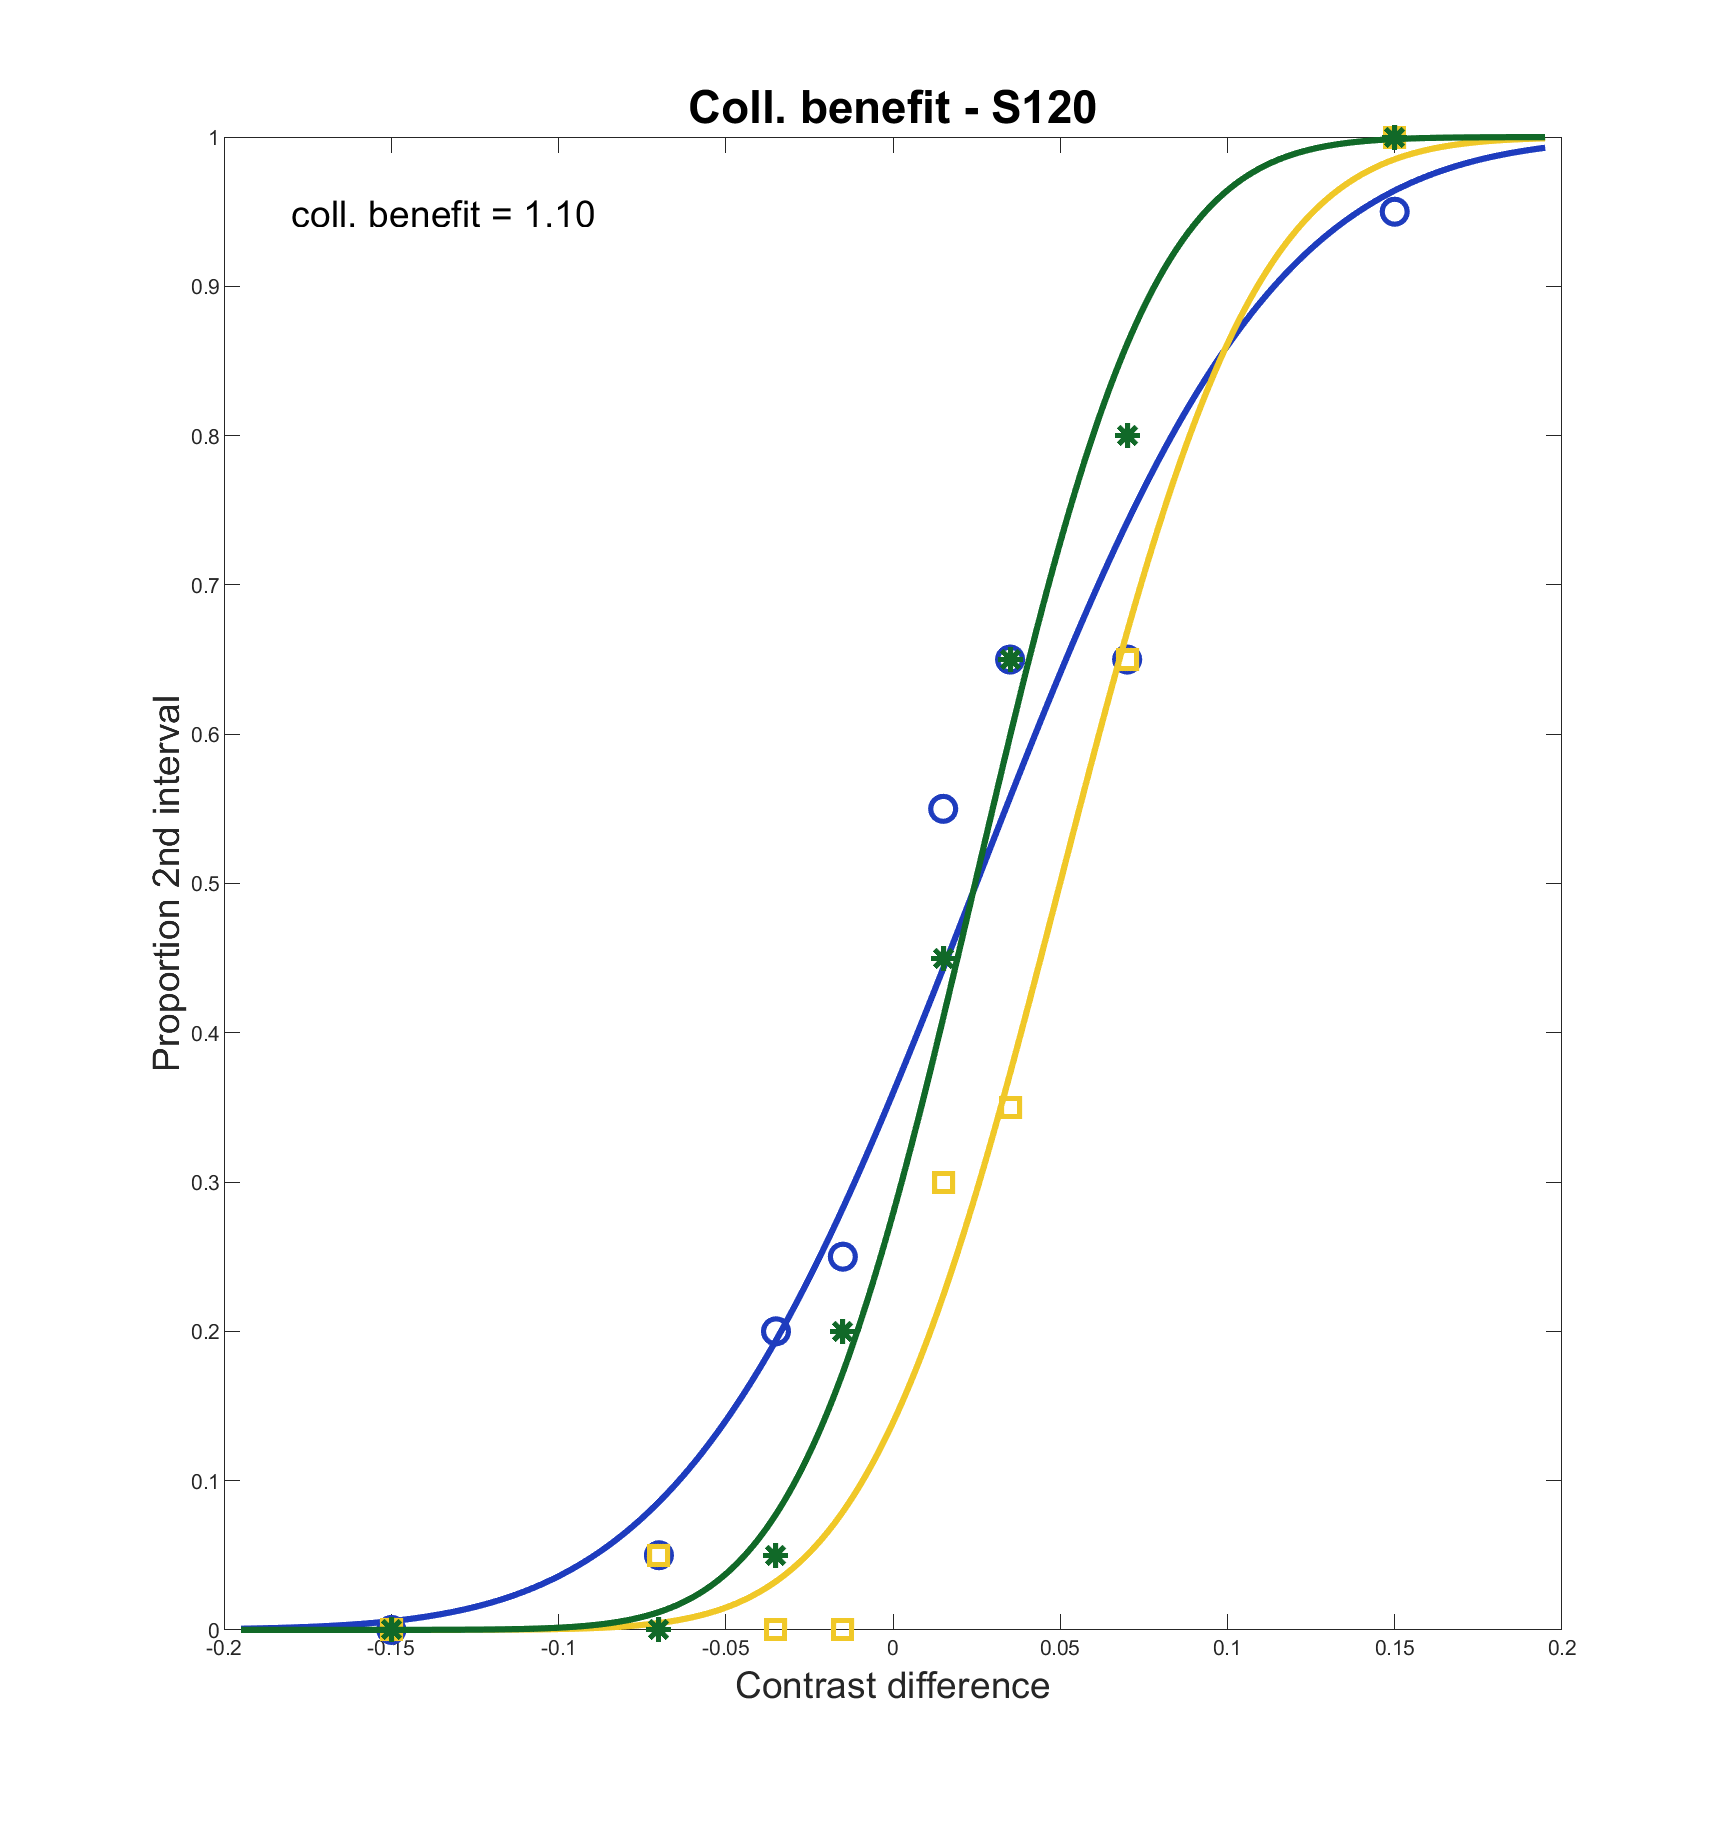 Coll. benefit - S120
coll. benefit = 1.10
1
0.9
0.8
0.7
0.6
0.5
0.4
0.3
0.2
0.1
0
Proportion 2nd interval
-0.2 -0.15 -0.1 -0.05 0 0.05 0.1 0.15 0.2
Contrast difference